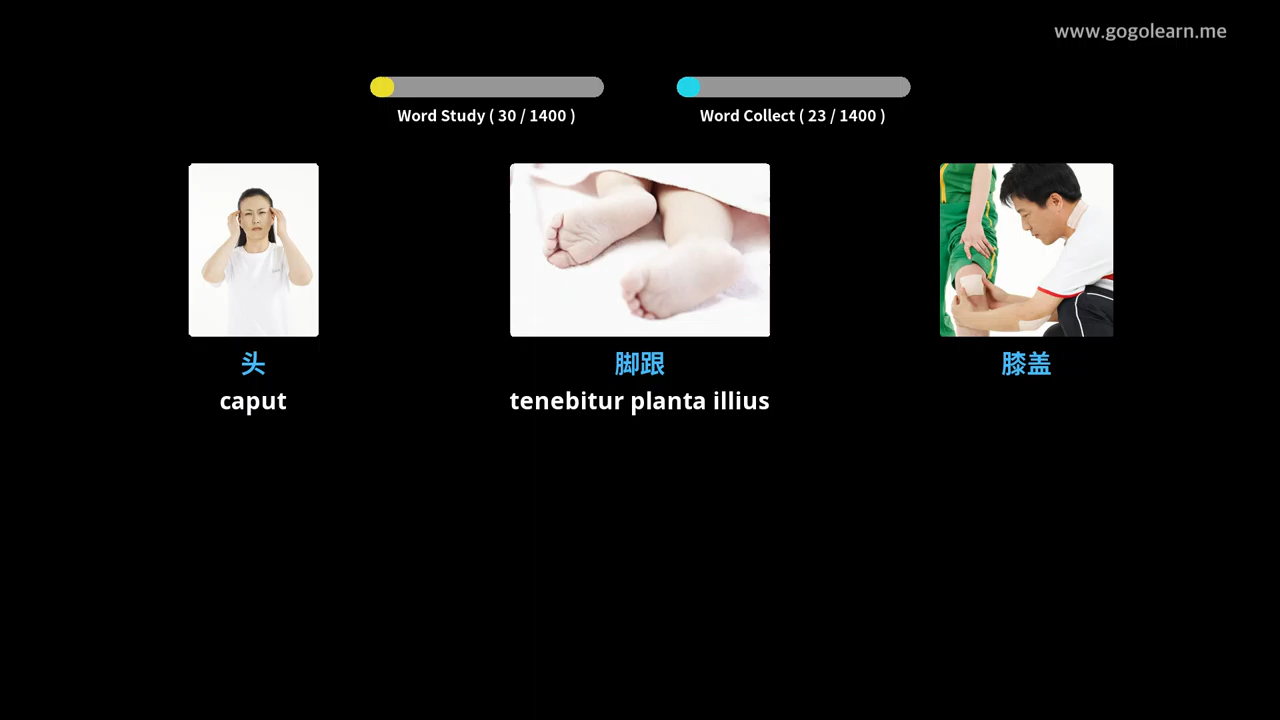 www.gogolearn.me
Word Study ( 30 / 1400 )
Word Collect ( 23 / 1400 )
头
脚跟
膝盖
caput
tenebitur planta illius